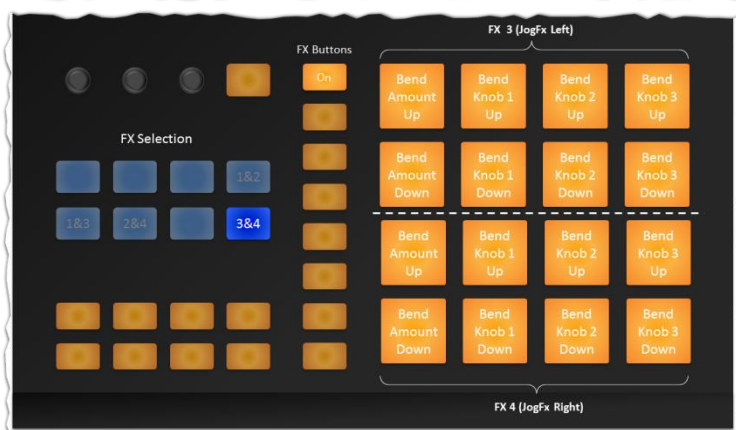 FX 3 (JogFx Left)
FX Buttons
On
Bend Amount Up
Bend Knob 1 Up
Bend Knob 2 Up
Bend Knob 3 Up
FX Selection
1&2
1&3
2&4
3&4
Bend Amount Down
Bend Knob 1 Down
Bend Knob 2 Down
Bend Knob 3 Down
Bend Amount Up
Bend Knob 1 Up
Bend Knob 2 Up
Bend Knob 3 Up
Bend Amount Down
Bend Knob 1 Down
Bend Knob 2 Down
Bend Knob 3 Down
FX 4 (JogFx Right)